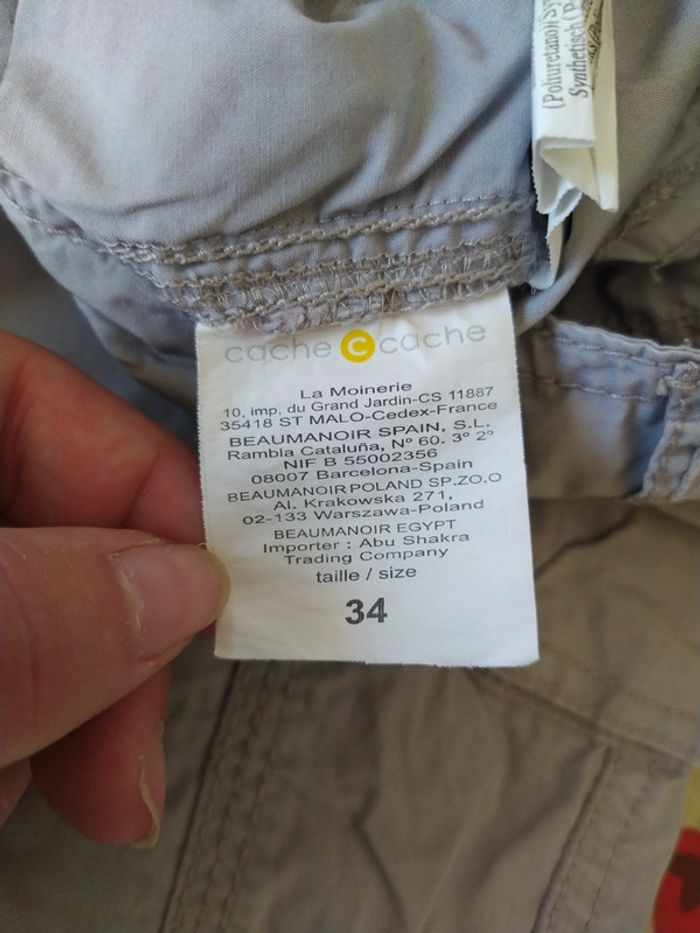 (Poliuretano)
Synthetisch
cache c cache
La Moinerie
10, imp. du Grand Jardin-CS 11887
35418 ST MALO-Cedex-France
BEAUMANOIR SPAIN, S.L.
Rambla Cataluña, Nº 60. 3º 2º
NIF B 55002356
08007 Barcelona-Spain
BEAUMANOIR POLAND SP.ZO.O
Al. Krakowska 271,
02-133 Warszawa-Poland
BEAUMANOIR EGYPT
Importer : Abu Shakra
Trading Company
taille / size
34